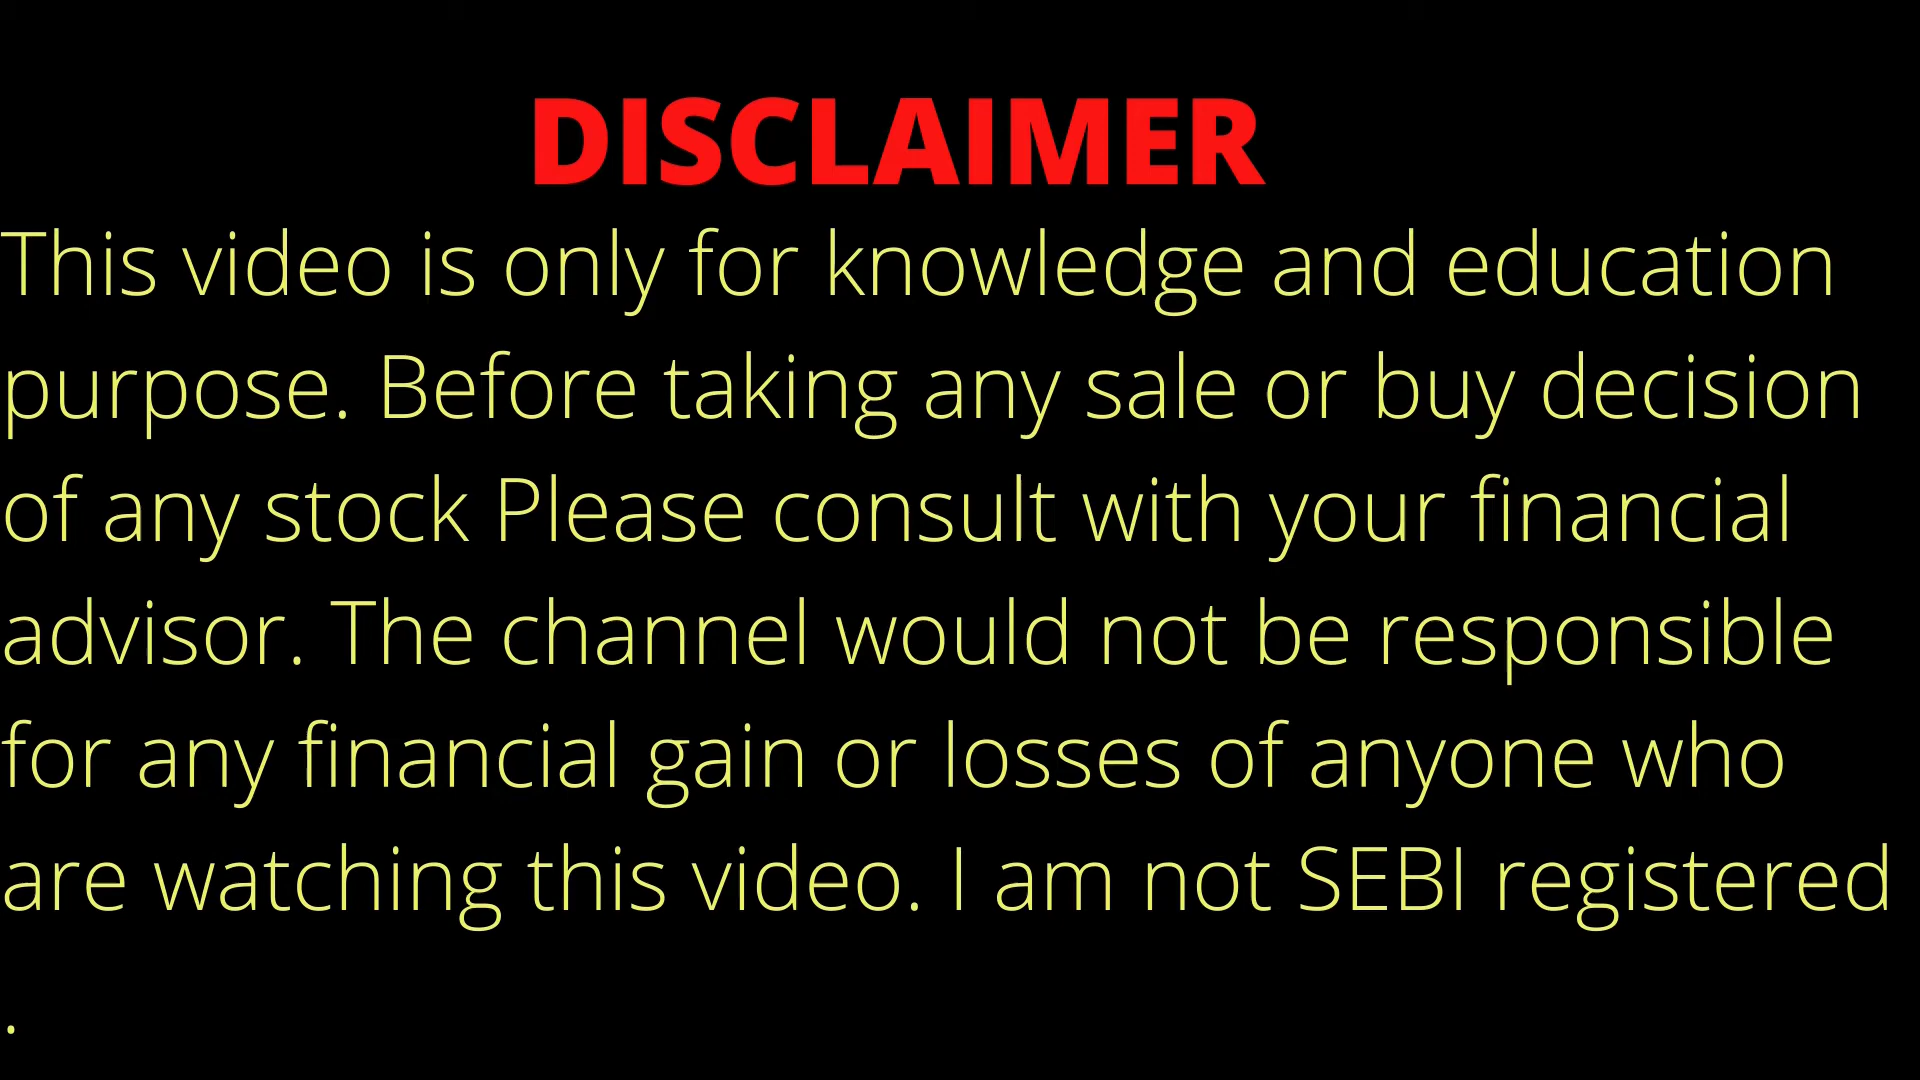 DISCLAIMER
This video is only for knowledge and education
purpose. Before taking any sale or buy decision
of any stock Please consult with your financial
advisor. The channel would not be responsible
for any financial gain or losses of anyone who
are watching this video. I am not SEBI registered
.